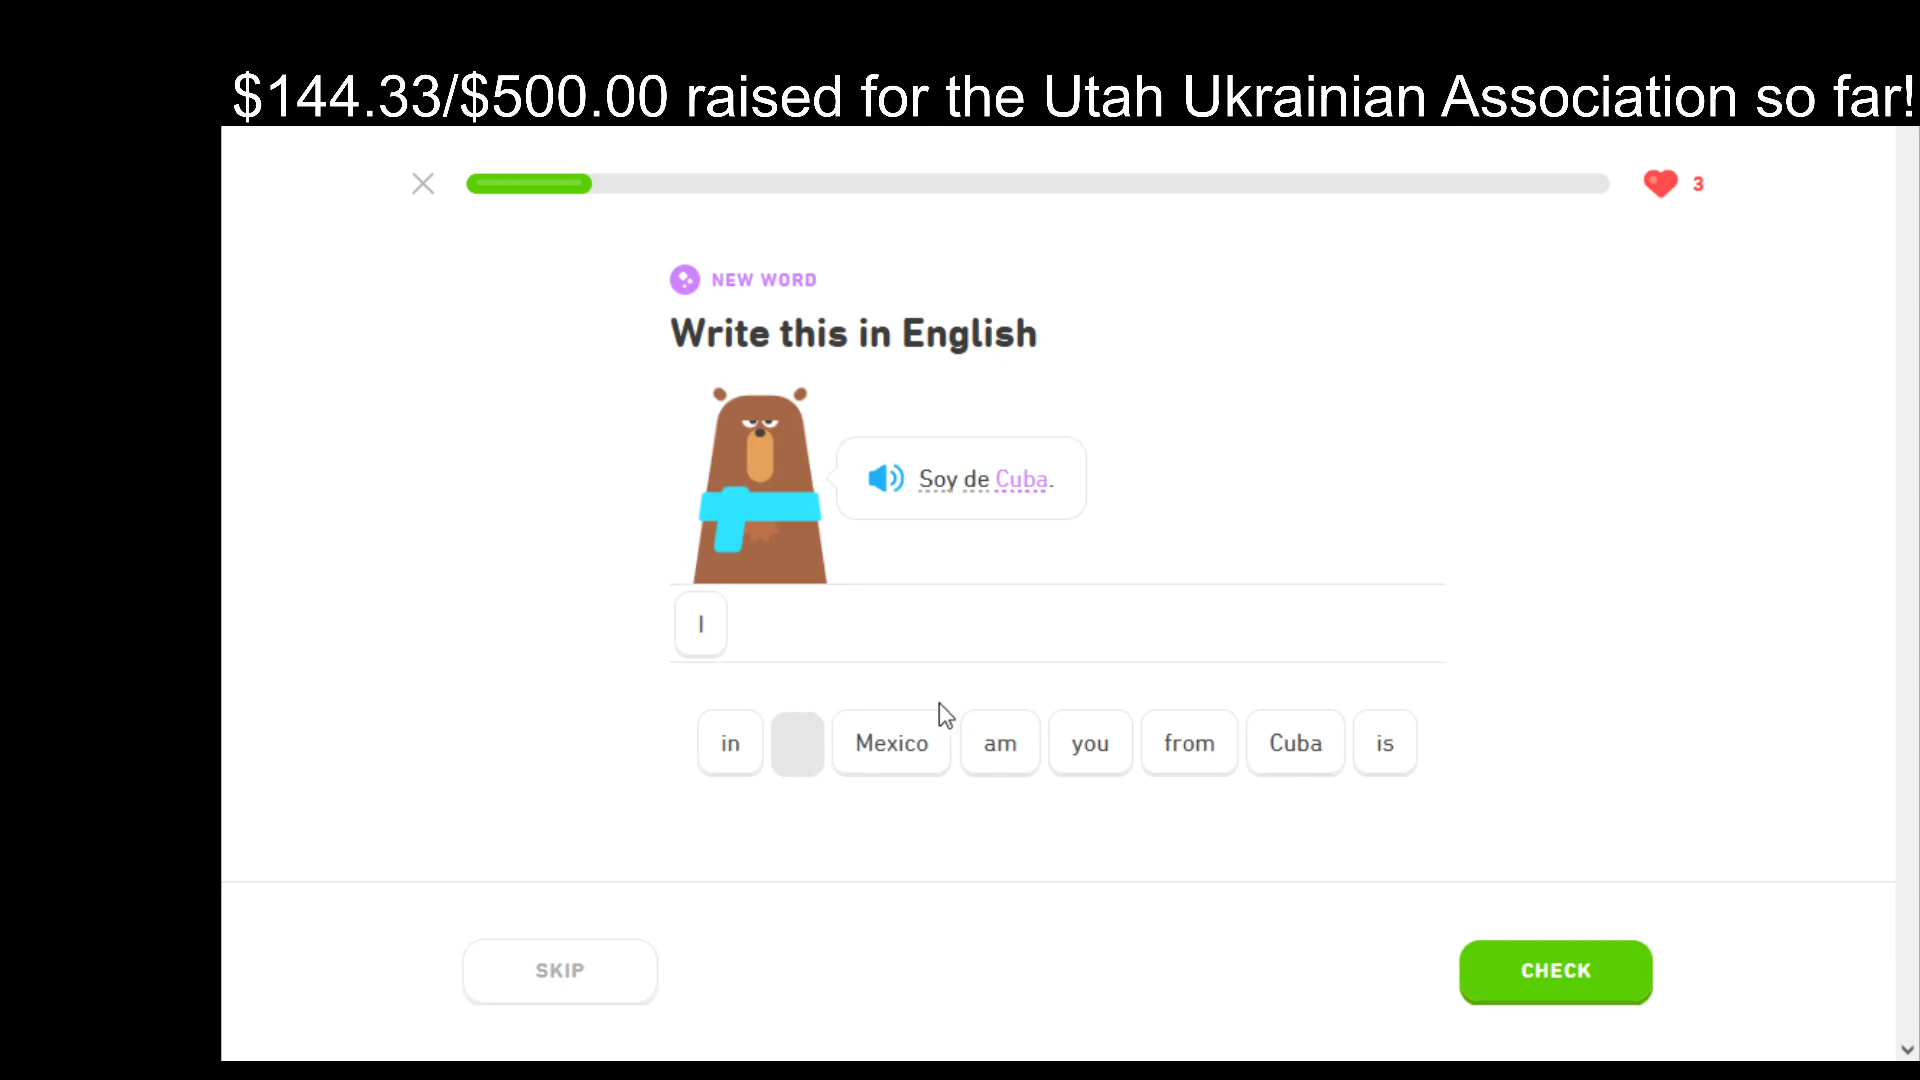 $144.33/$500.00 raised for the Utah Ukrainian Association so far!
3
NEW WORD
Write this in English
Soy de Cuba.
I
in Mexico am you from Cuba is
SKIP CHECK